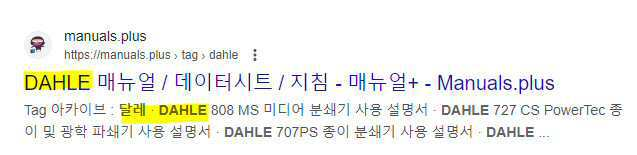 manuals.plus
https://manuals.plus › tag › dahle
DAHLE 매뉴얼 / 데이터시트 / 지침 - 매뉴얼+ - Manuals.plus
Tag 아카이브 : 달레 · DAHLE 808 MS 미디어 분쇄기 사용 설명서 · DAHLE 727 CS PowerTec 종
이 및 광학 파쇄기 사용 설명서 · DAHLE 707PS 종이 분쇄기 사용 설명서 · DAHLE ...